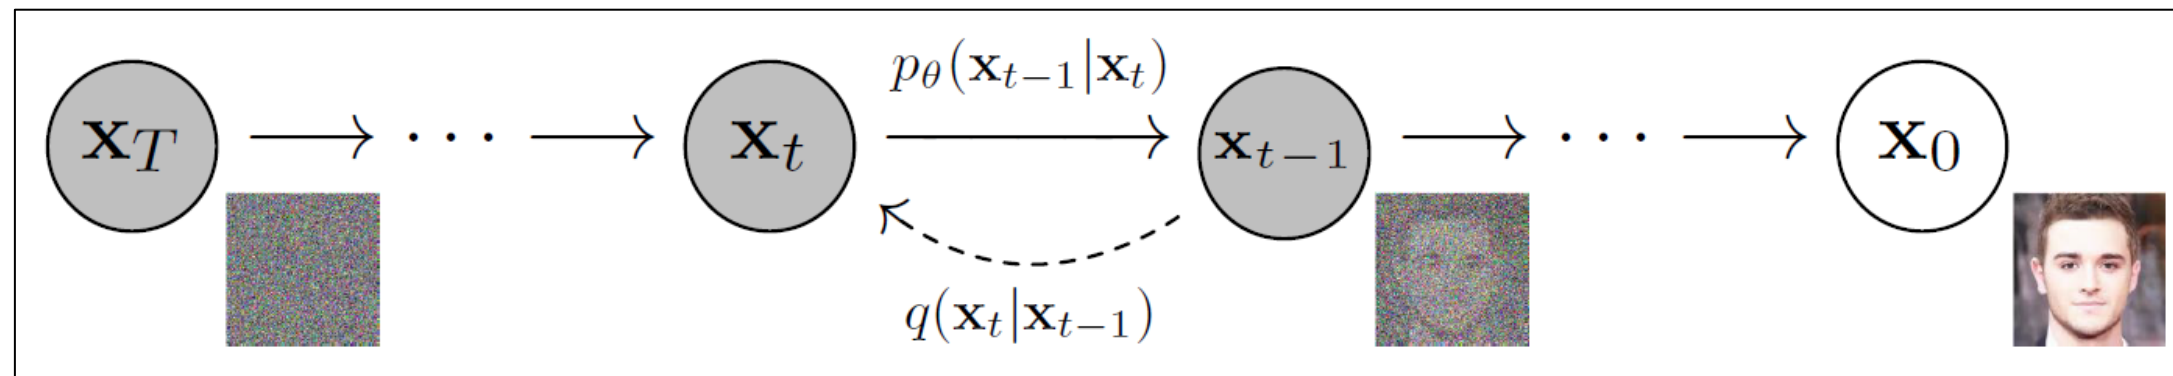 p_θ(x_{t−1}|x_t)
x_T ⟶ · · · ⟶ x_t ⟶ x_{t−1} ⟶ · · · ⟶ x_0
q(x_t|x_{t−1})